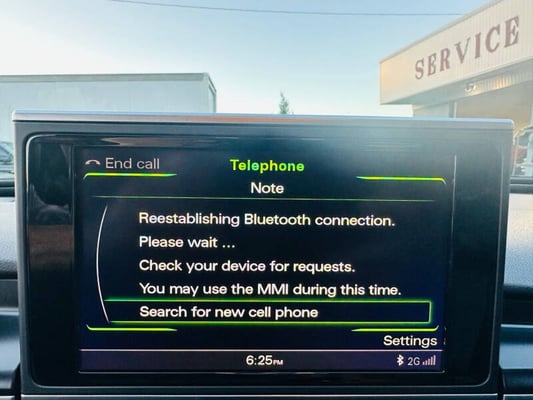 SERVICE
End call
Telephone
Note
Reestablishing Bluetooth connection.
Please wait ...
Check your device for requests.
You may use the MMI during this time.
Search for new cell phone
Settings
6:25PM
2G